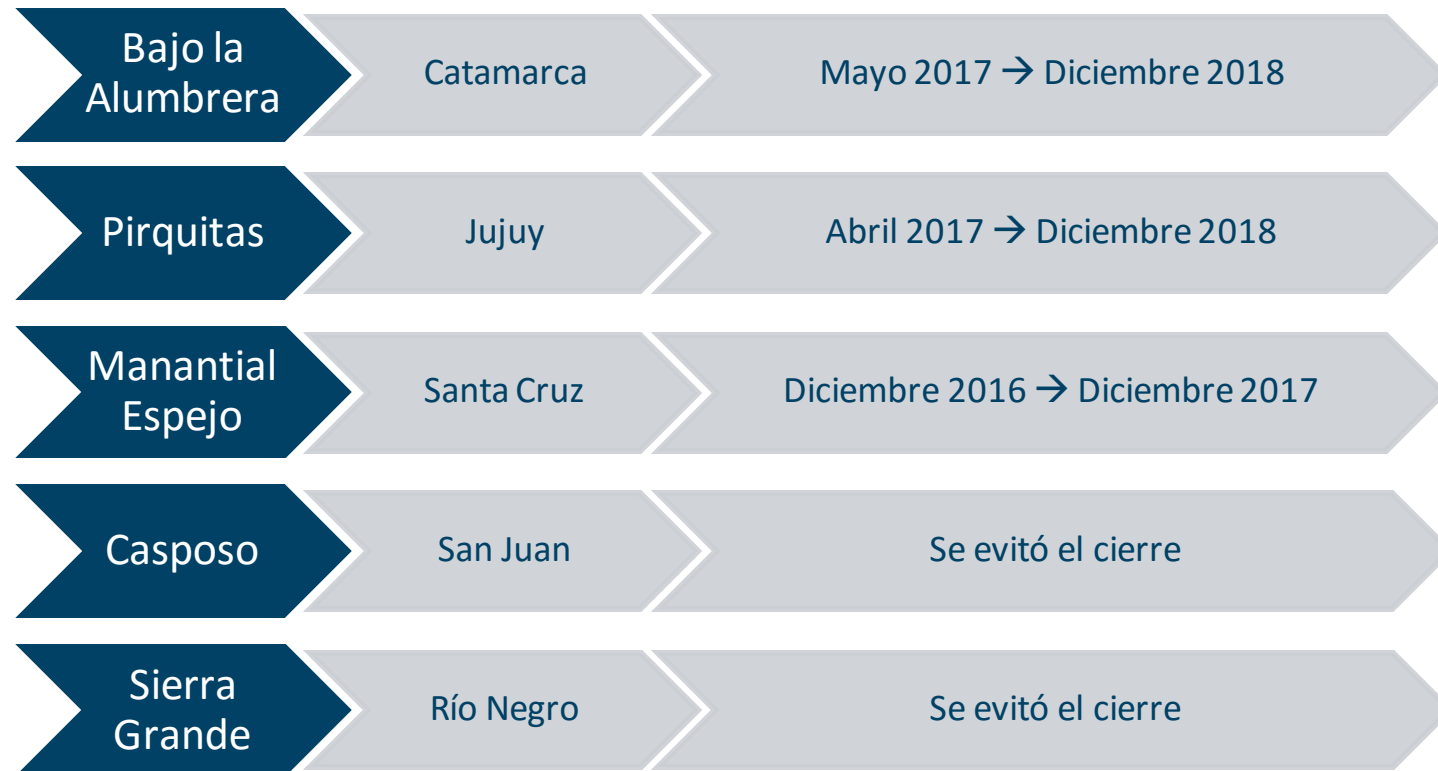 Bajo la
Alumbrera
Catamarca
Mayo 2017 → Diciembre 2018
Pirquitas
Jujuy
Abril 2017 → Diciembre 2018
Manantial
Espejo
Santa Cruz
Diciembre 2016 → Diciembre 2017
Casposo
San Juan
Se evitó el cierre
Sierra
Grande
Río Negro
Se evitó el cierre